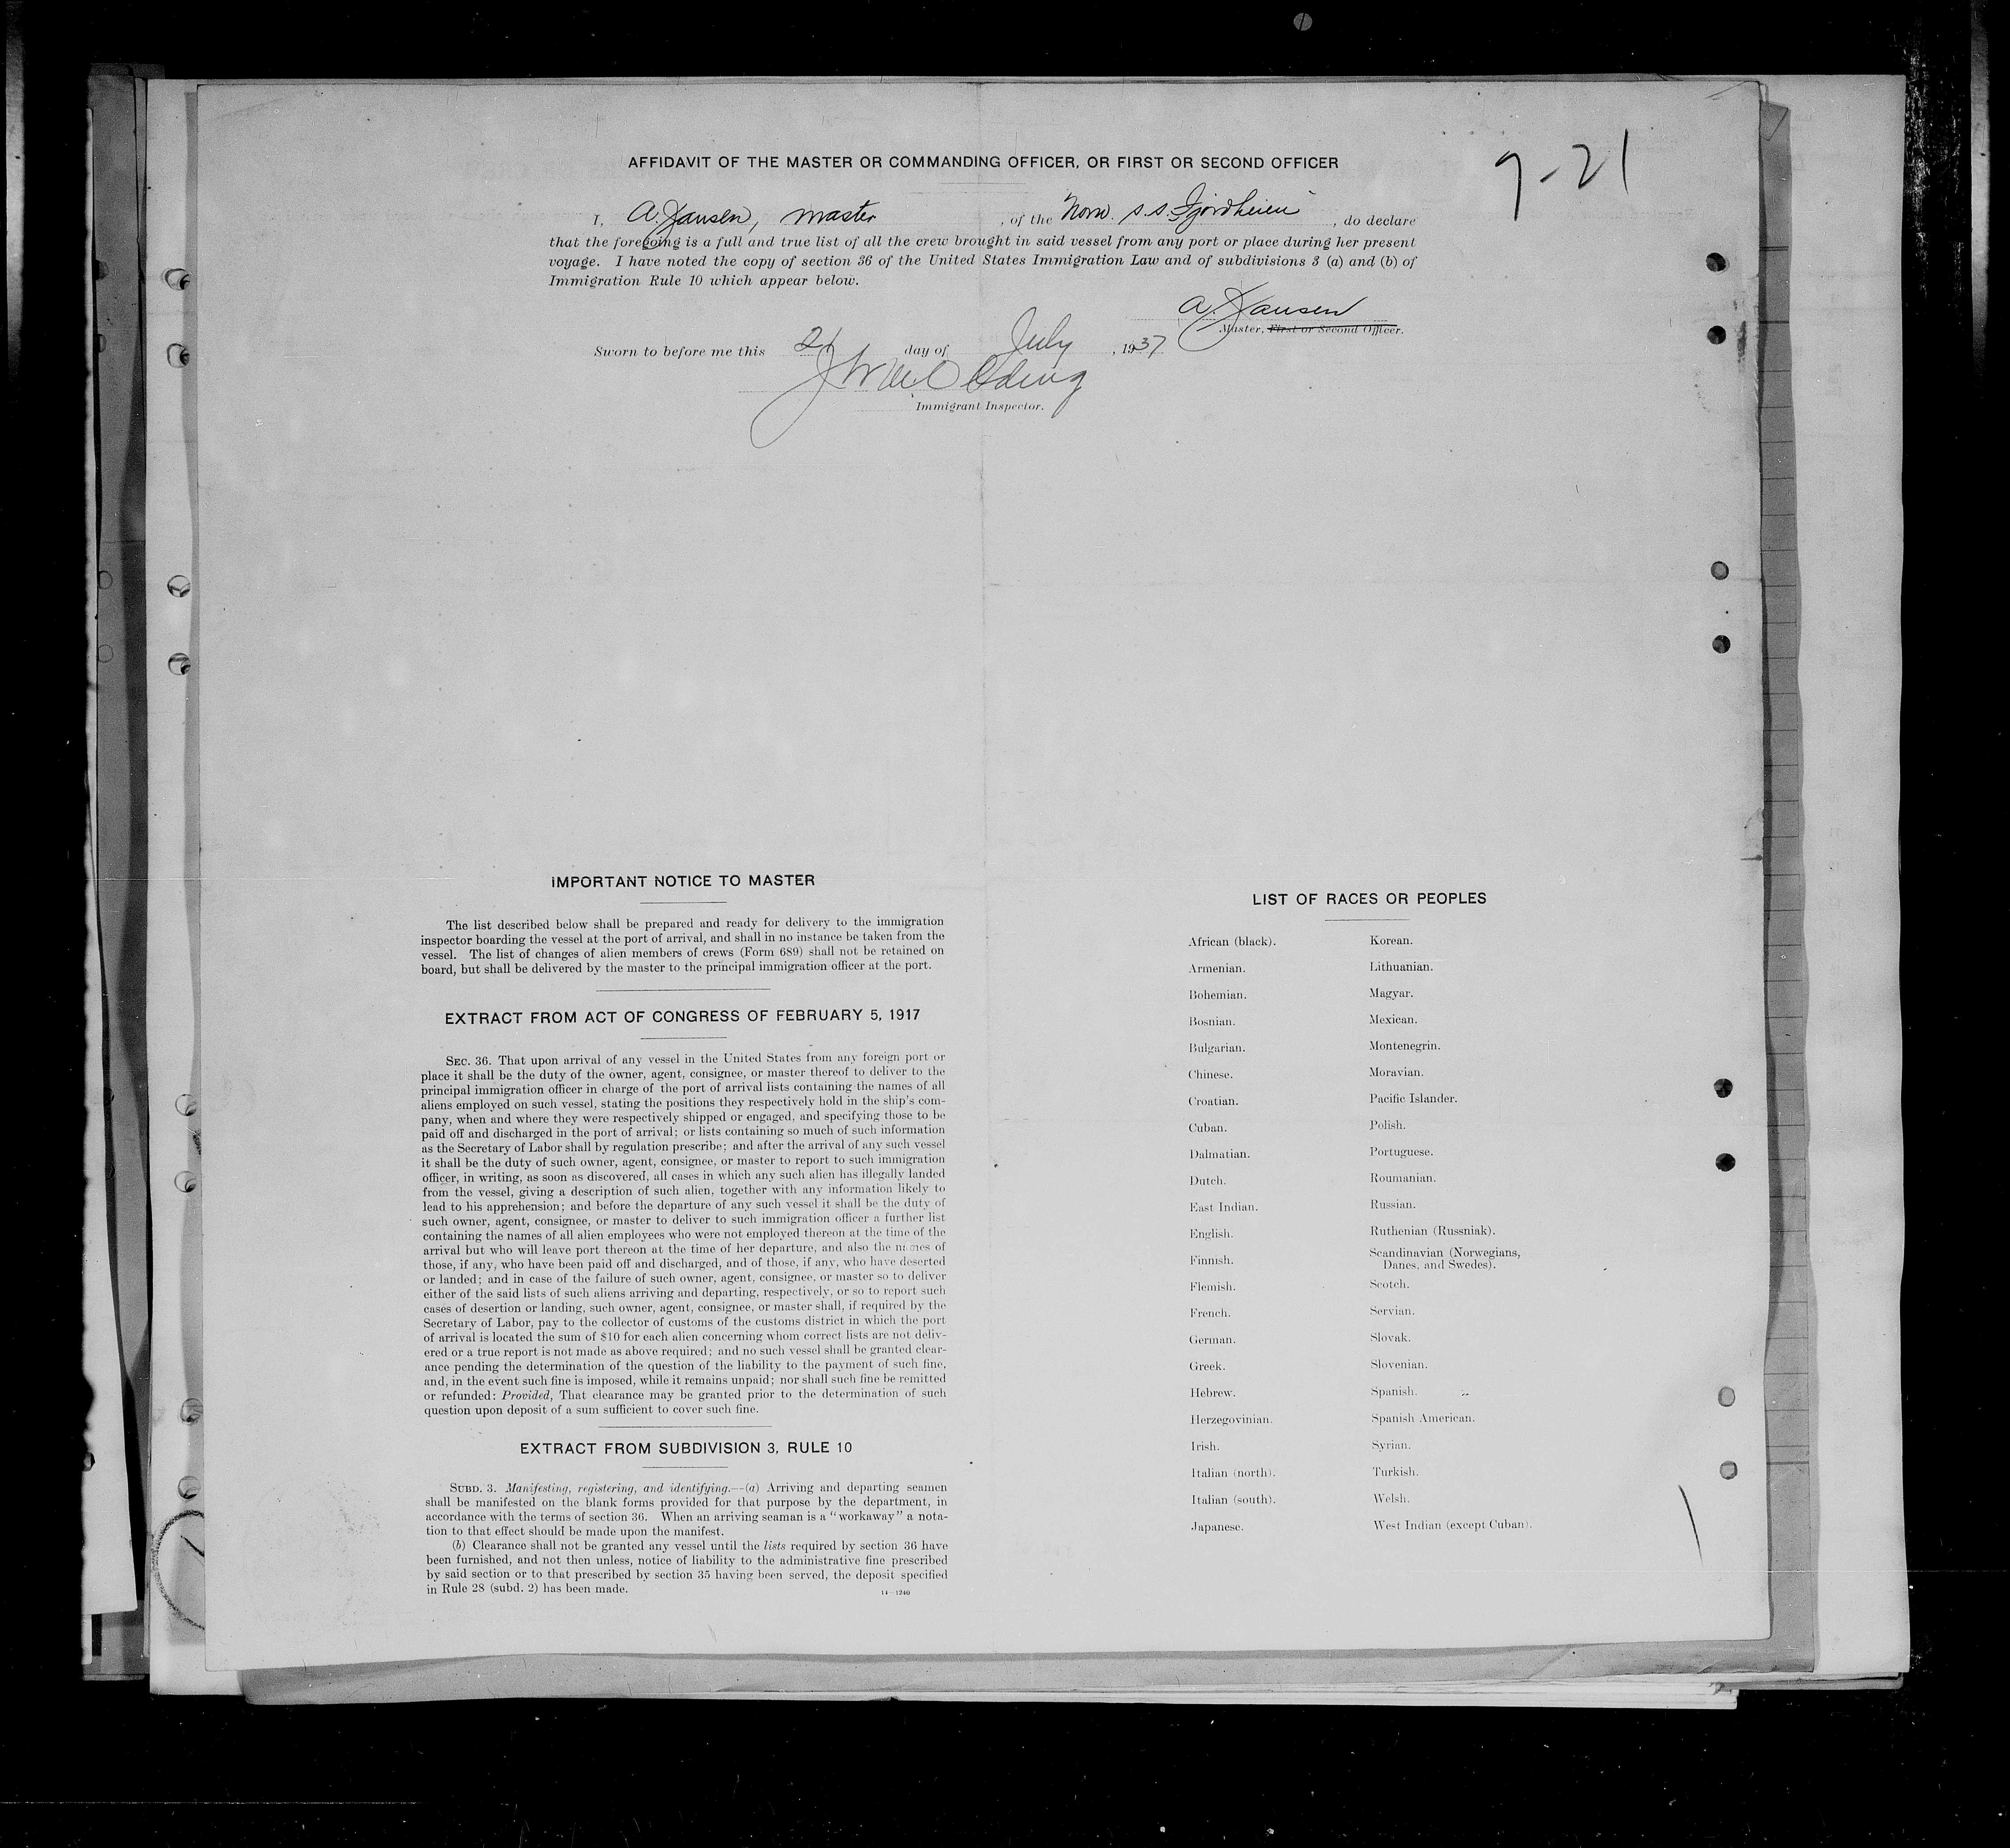 AFFIDAVIT OF THE MASTER OR COMMANDING OFFICER, OR FIRST OR SECOND OFFICER
7-21
I, A. Jansen, master, of the Norw. s.s. Fjordheim, do declare
that the foregoing is a full and true list of all the crew brought in said vessel from any port or place during her present
voyage. I have noted the copy of section 36 of the United States Immigration Law and of subdivisions 3 (a) and (b) of
Immigration Rule 10 which appear below.
A. Jansen
Master, First or Second Officer.
Sworn to before me this 21 day of July, 1937
Immigrant Inspector.
IMPORTANT NOTICE TO MASTER
The list described below shall be prepared and ready for delivery to the immigration
inspector boarding the vessel at the port of arrival, and shall in no instance be taken from the
vessel. The list of changes of alien members of crews (Form 689) shall not be retained on
board, but shall be delivered by the master to the principal immigration officer at the port.
EXTRACT FROM ACT OF CONGRESS OF FEBRUARY 5, 1917
SEC. 36. That upon arrival of any vessel in the United States from any foreign port or
place it shall be the duty of the owner, agent, consignee, or master thereof to deliver to the
principal immigration officer in charge of the port of arrival lists containing the names of all
aliens employed on such vessel, stating the positions they respectively hold in the ship's com-
pany, when and where they were respectively shipped or engaged, and specifying those to be
paid off and discharged in the port of arrival; or lists containing so much of such information
as the Secretary of Labor shall by regulation prescribe; and after the arrival of any such vessel
it shall be the duty of such owner, agent, consignee, or master to report to such immigration
officer, in writing, as soon as discovered, all cases in which any such alien has illegally landed
from the vessel, giving a description of such alien, together with any information likely to
lead to his apprehension; and before the departure of any such vessel it shall be the duty of
such owner, agent, consignee, or master to deliver to such immigration officer a further list
containing the names of all alien employees who were not employed thereon at the time of the
arrival but who will leave port thereon at the time of her departure, and also the names of
those, if any, who have been paid off and discharged, and of those, if any, who have deserted
or landed; and in case of the failure of such owner, agent, consignee, or master so to deliver
either of the said lists of such aliens arriving and departing, respectively, or so to report such
cases of desertion or landing, such owner, agent, consignee, or master shall, if required by the
Secretary of Labor, pay to the collector of customs of the customs district in which the port
of arrival is located the sum of $10 for each alien concerning whom correct lists are not deliv-
ered or a true report is not made as above required; and no such vessel shall be granted clear-
ance pending the determination of the question of the liability to the payment of such fine,
and, in the event such fine is imposed, while it remains unpaid; nor shall such fine be remitted
or refunded: Provided, That clearance may be granted prior to the determination of such
question upon deposit of a sum sufficient to cover such fine.
EXTRACT FROM SUBDIVISION 3, RULE 10
SUBD. 3. Manifesting, registering, and identifying.—(a) Arriving and departing seamen
shall be manifested on the blank forms provided for that purpose by the department, in
accordance with the terms of section 36. When an arriving seaman is a "workaway" a nota-
tion to that effect should be made upon the manifest.
(b) Clearance shall not be granted any vessel until the lists required by section 36 have
been furnished, and not then unless, notice of liability to the administrative fine prescribed
by said section or to that prescribed by section 35 having been served, the deposit specified
in Rule 28 (subd. 2) has been made.
14—1240
LIST OF RACES OR PEOPLES
African (black).
Armenian.
Bohemian.
Bosnian.
Bulgarian.
Chinese.
Croatian.
Cuban.
Dalmatian.
Dutch.
East Indian.
English.
Finnish.
Flemish.
French.
German.
Greek.
Hebrew.
Herzegovinian.
Irish.
Italian (north).
Italian (south).
Japanese.
Korean.
Lithuanian.
Magyar.
Mexican.
Montenegrin.
Moravian.
Pacific Islander.
Polish.
Portuguese.
Roumanian.
Russian.
Ruthenian (Russniak).
Scandinavian (Norwegians,
Danes, and Swedes).
Scotch.
Servian.
Slovak.
Slovenian.
Spanish.
Spanish American.
Syrian.
Turkish.
Welsh.
West Indian (except Cuban).